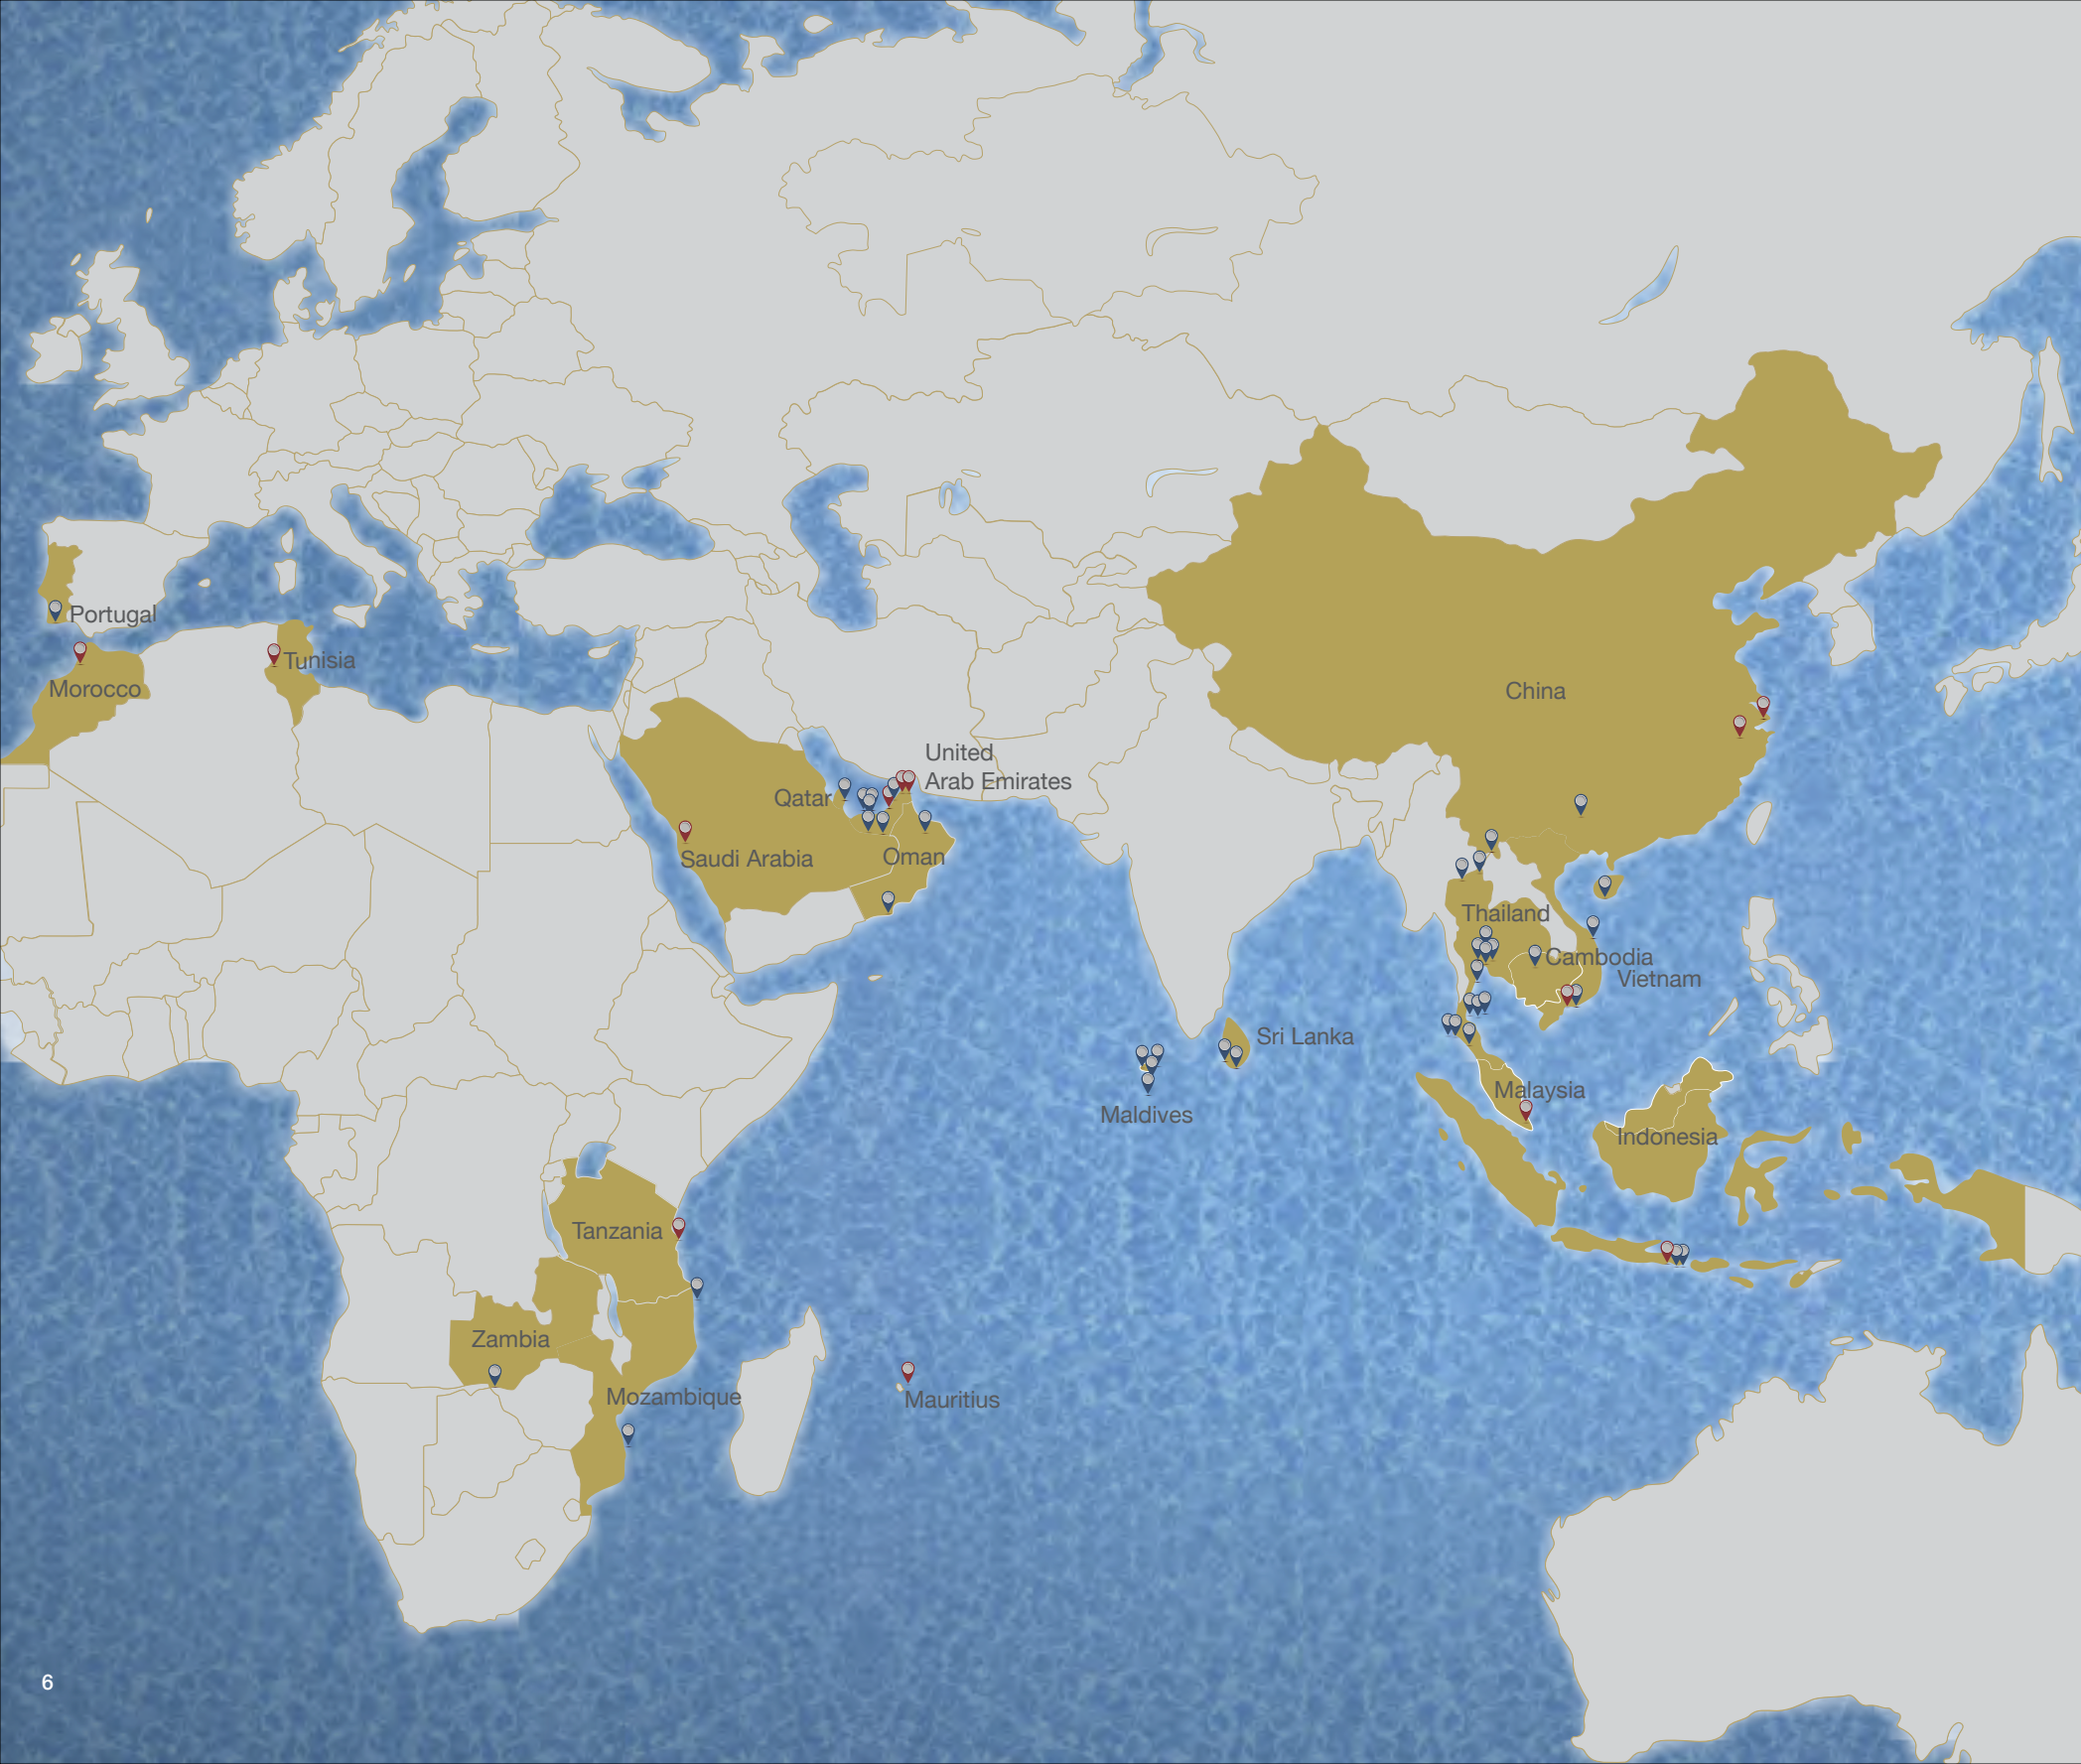 Portugal
Tunisia
Morocco
China
United
Arab Emirates
Qatar
Saudi Arabia
Oman
Thailand
Cambodia
Vietnam
Sri Lanka
Malaysia
Maldives
Indonesia
Tanzania
Zambia
Mozambique
Mauritius
6